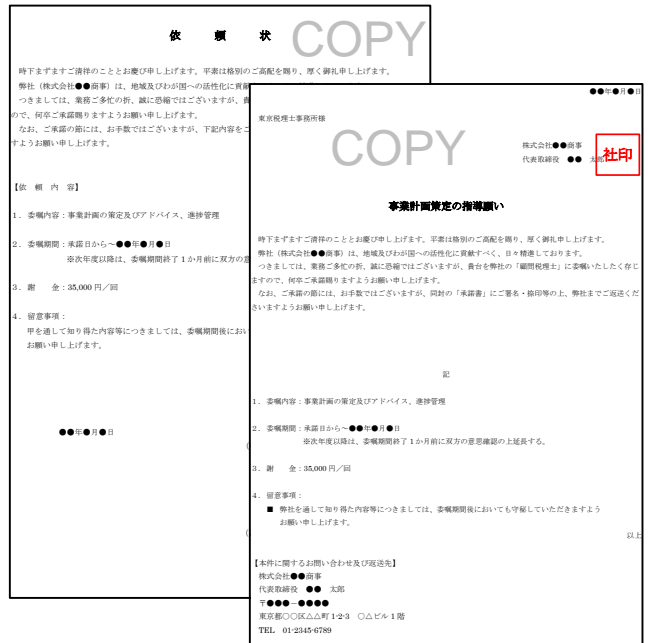 依 頼 状
COPY
時下まずますご清祥のこととお慶び申し上げます。平素は格別のご高配を賜り、厚く御礼申し上げます。
弊社（株式会社●●商事）は、地域及びわが国への活性化に貢献
つきましては、業務ご多忙の折、誠に恐縮ではございますが、貴
ので、何卒ご承諾賜りますようお願い申し上げます。
なお、ご承諾の節には、お手数ではございますが、下記内容をご
すようお願い申し上げます。
【依 頼 内 容】
1．委嘱内容：事業計画の策定及びアドバイス、進捗管理
2．委嘱期間：承諾日から～●●年●月●日
※次年度以降は、委嘱期間終了 1 か月前に双方の意
3．謝 金：35,000 円／回
4．留意事項：
甲を通して知り得た内容等につきましては、委嘱期間後におい
お願い申し上げます。
●●年●月●日
●●年●月●日
東京税理士事務所様
COPY
株式会社●●商事
代表取締役 ●● 太郎
社印
事業計画策定の指導願い
時下まずますご清祥のこととお慶び申し上げます。平素は格別のご高配を賜り、厚く御礼申し上げます。
弊社（株式会社●●商事）は、地域及びわが国への活性化に貢献すべく、日々精進しております。
つきましては、業務ご多忙の折、誠に恐縮ではございますが、貴台を弊社の「顧問税理士」に委嘱いたしたく存じ
ますので、何卒ご承諾賜りますようお願い申し上げます。
なお、ご承諾の節には、お手数ではございますが、同封の「承諾書」にご署名・捺印等の上、弊社までご返送くだ
さいますようお願い申し上げます。
記
1．委嘱内容：事業計画の策定及びアドバイス、進捗管理
2．委嘱期間：承諾日から～●●年●月●日
※次年度以降は、委嘱期間終了 1 か月前に双方の意思確認の上延長する。
3．謝 金：35,000 円／回
4．留意事項：
■ 弊社を通して知り得た内容等につきましては、委嘱期間後においても守秘していただきますよう
お願い申し上げます。
以上
【本件に関するお問い合わせ及び返送先】
株式会社●●商事
代表取締役 ●● 太郎
〒●●●－●●●●
東京都○○区△△町 1-2-3 ○△ビル 1 階
TEL 01-2345-6789